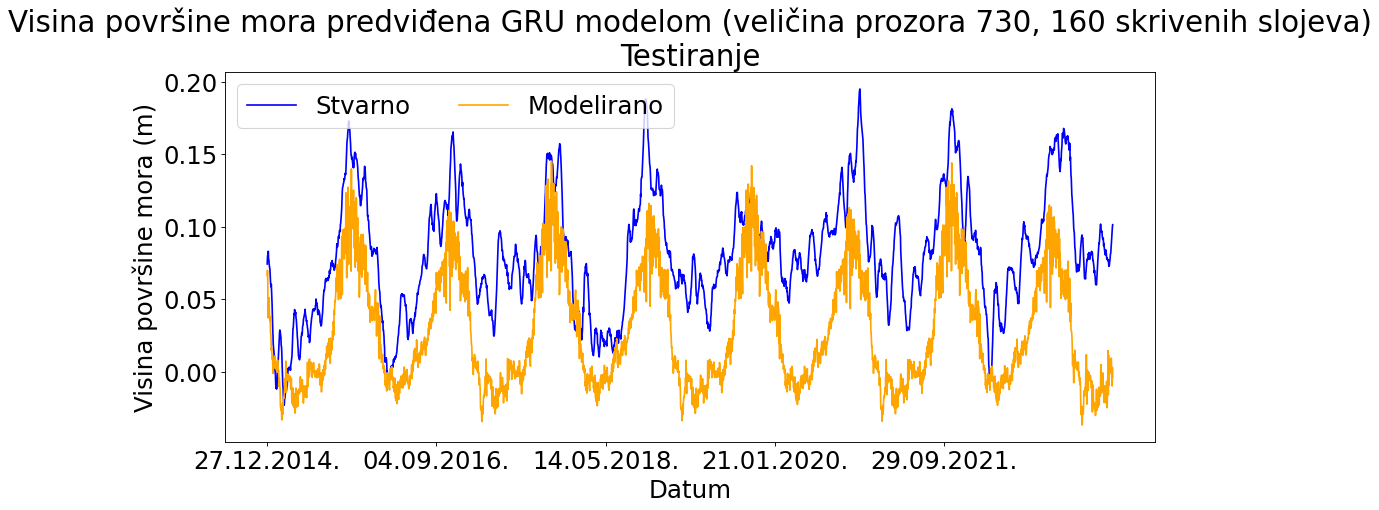 Visina površine mora predviđena GRU modelom (veličina prozora 730, 160 skrivenih slojeva)
Testiranje
Stvarno Modelirano
Visina površine mora (m)
0.20
0.15
0.10
0.05
0.00
27.12.2014. 04.09.2016. 14.05.2018. 21.01.2020. 29.09.2021.
Datum